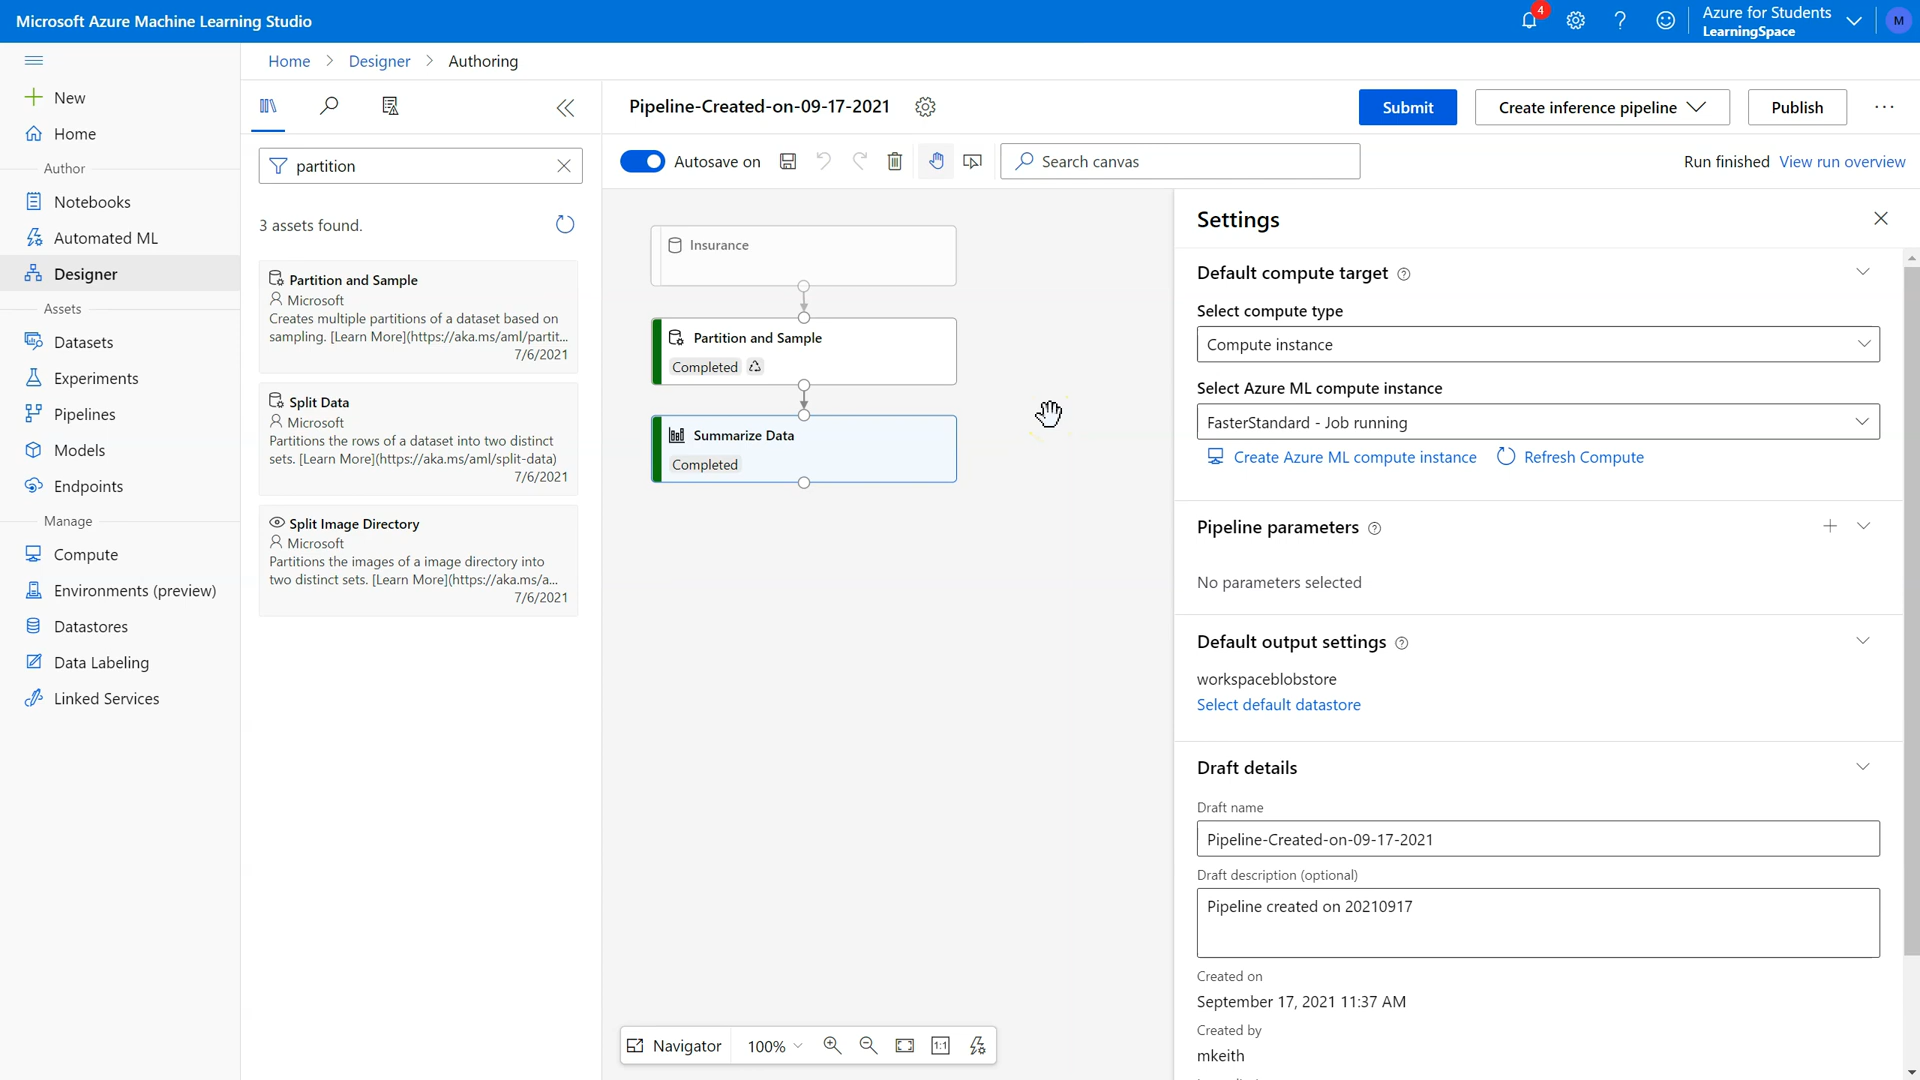 Microsoft Azure Machine Learning Studio
4
Azure for Students
LearningSpace
M
New
Home
Author
Notebooks
Automated ML
Designer
Assets
Datasets
Experiments
Pipelines
Models
Endpoints
Manage
Compute
Environments (preview)
Datastores
Data Labeling
Linked Services
Home > Designer > Authoring
partition
3 assets found.
Partition and Sample
Microsoft
Creates multiple partitions of a dataset based on
sampling. [Learn More](https://aka.ms/aml/partit...
7/6/2021
Split Data
Microsoft
Partitions the rows of a dataset into two distinct
sets. [Learn More](https://aka.ms/aml/split-data)
7/6/2021
Split Image Directory
Microsoft
Partitions the images of a image directory into
two distinct sets. [Learn More](https://aka.ms/a...
7/6/2021
Pipeline-Created-on-09-17-2021
Submit
Create inference pipeline
Publish
Autosave on
Search canvas
Run finished View run overview
Insurance
Partition and Sample
Completed
Summarize Data
Completed
Navigator
100%
1:1
Settings
Default compute target
Select compute type
Compute instance
Select Azure ML compute instance
FasterStandard - Job running
Create Azure ML compute instance
Refresh Compute
Pipeline parameters
No parameters selected
Default output settings
workspaceblobstore
Select default datastore
Draft details
Draft name
Pipeline-Created-on-09-17-2021
Draft description (optional)
Pipeline created on 20210917
Created on
September 17, 2021 11:37 AM
Created by
mkeith